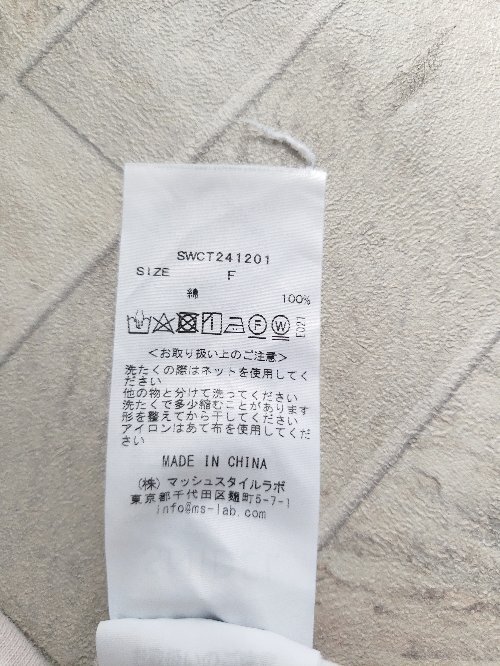 SWCT241201
SIZE F
綿 100%
F W E021
＜お取り扱い上のご注意＞
洗たくの際はネットを使用してく
ださい
他の物と分けて洗ってください
洗たくで多少縮むことがあります
形を整えてから干してください
アイロンはあて布を使用してくだ
さい
MADE IN CHINA
(株) マッシュスタイルラボ
東京都千代田区麹町5-7-1
info@ms-lab.com